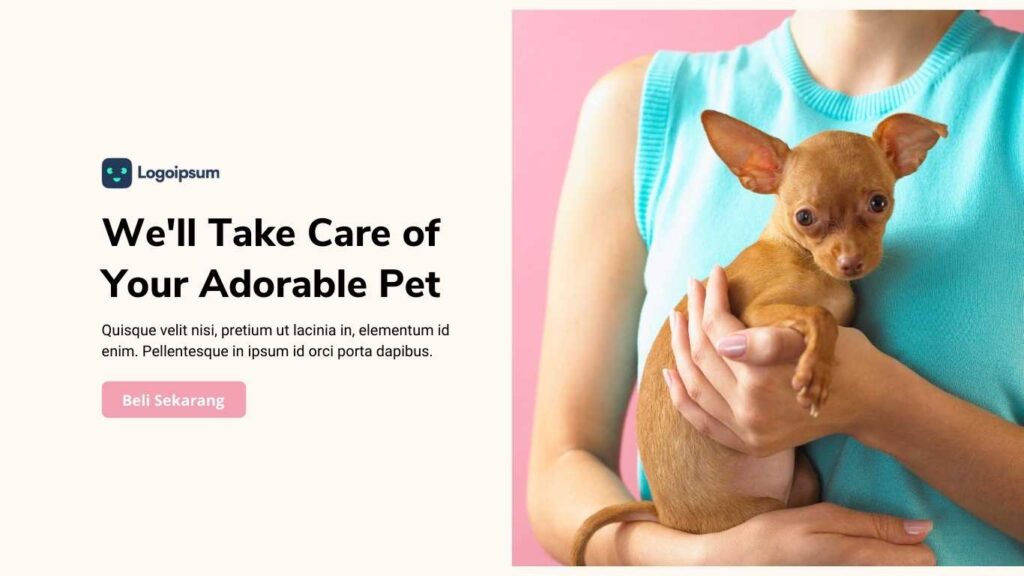 Logoipsum
We'll Take Care of
Your Adorable Pet
Quisque velit nisi, pretium ut lacinia in, elementum id
enim. Pellentesque in ipsum id orci porta dapibus.
Beli Sekarang